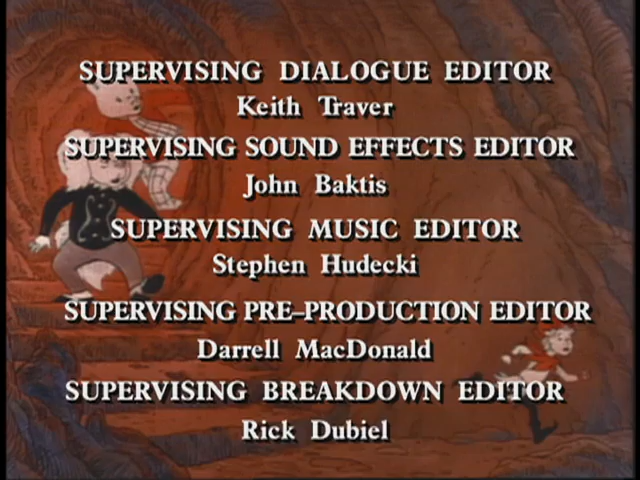 SUPERVISING DIALOGUE EDITOR
Keith Traver
SUPERVISING SOUND EFFECTS EDITOR
John Baktis
SUPERVISING MUSIC EDITOR
Stephen Hudecki
SUPERVISING PRE–PRODUCTION EDITOR
Darrell MacDonald
SUPERVISING BREAKDOWN EDITOR
Rick Dubiel